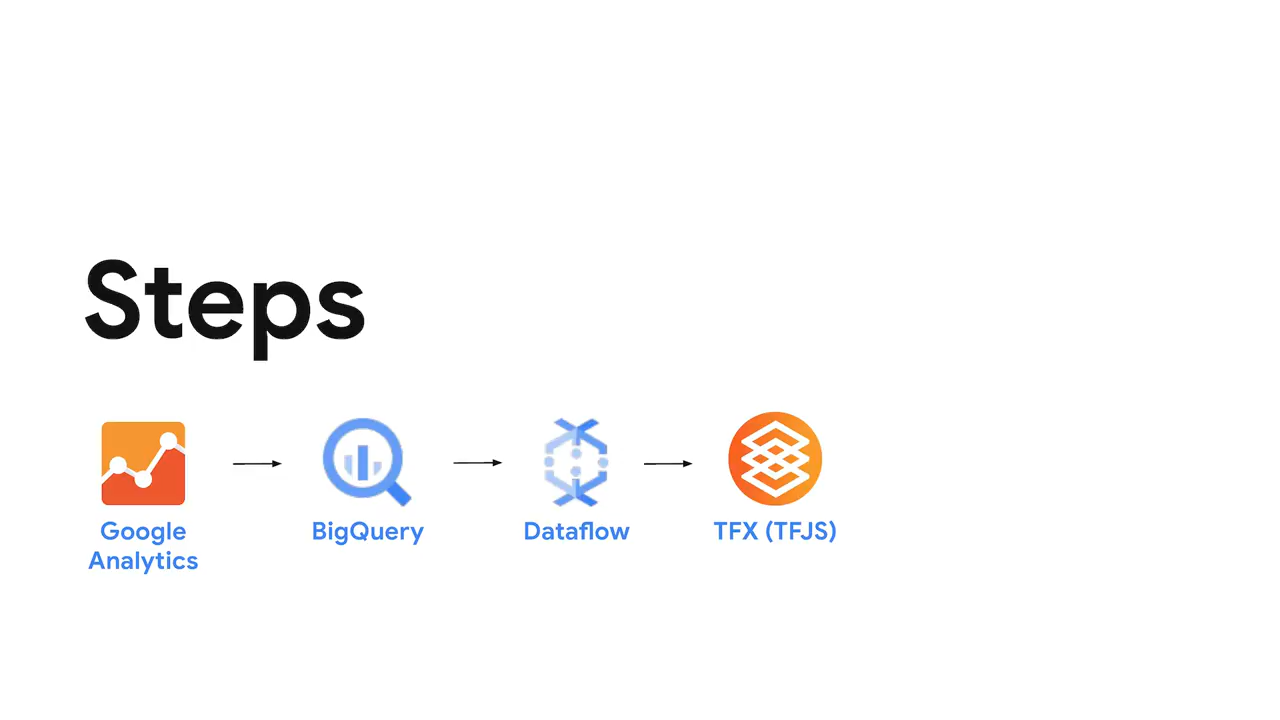 Steps
Google
Analytics
BigQuery
Dataflow
TFX (TFJS)